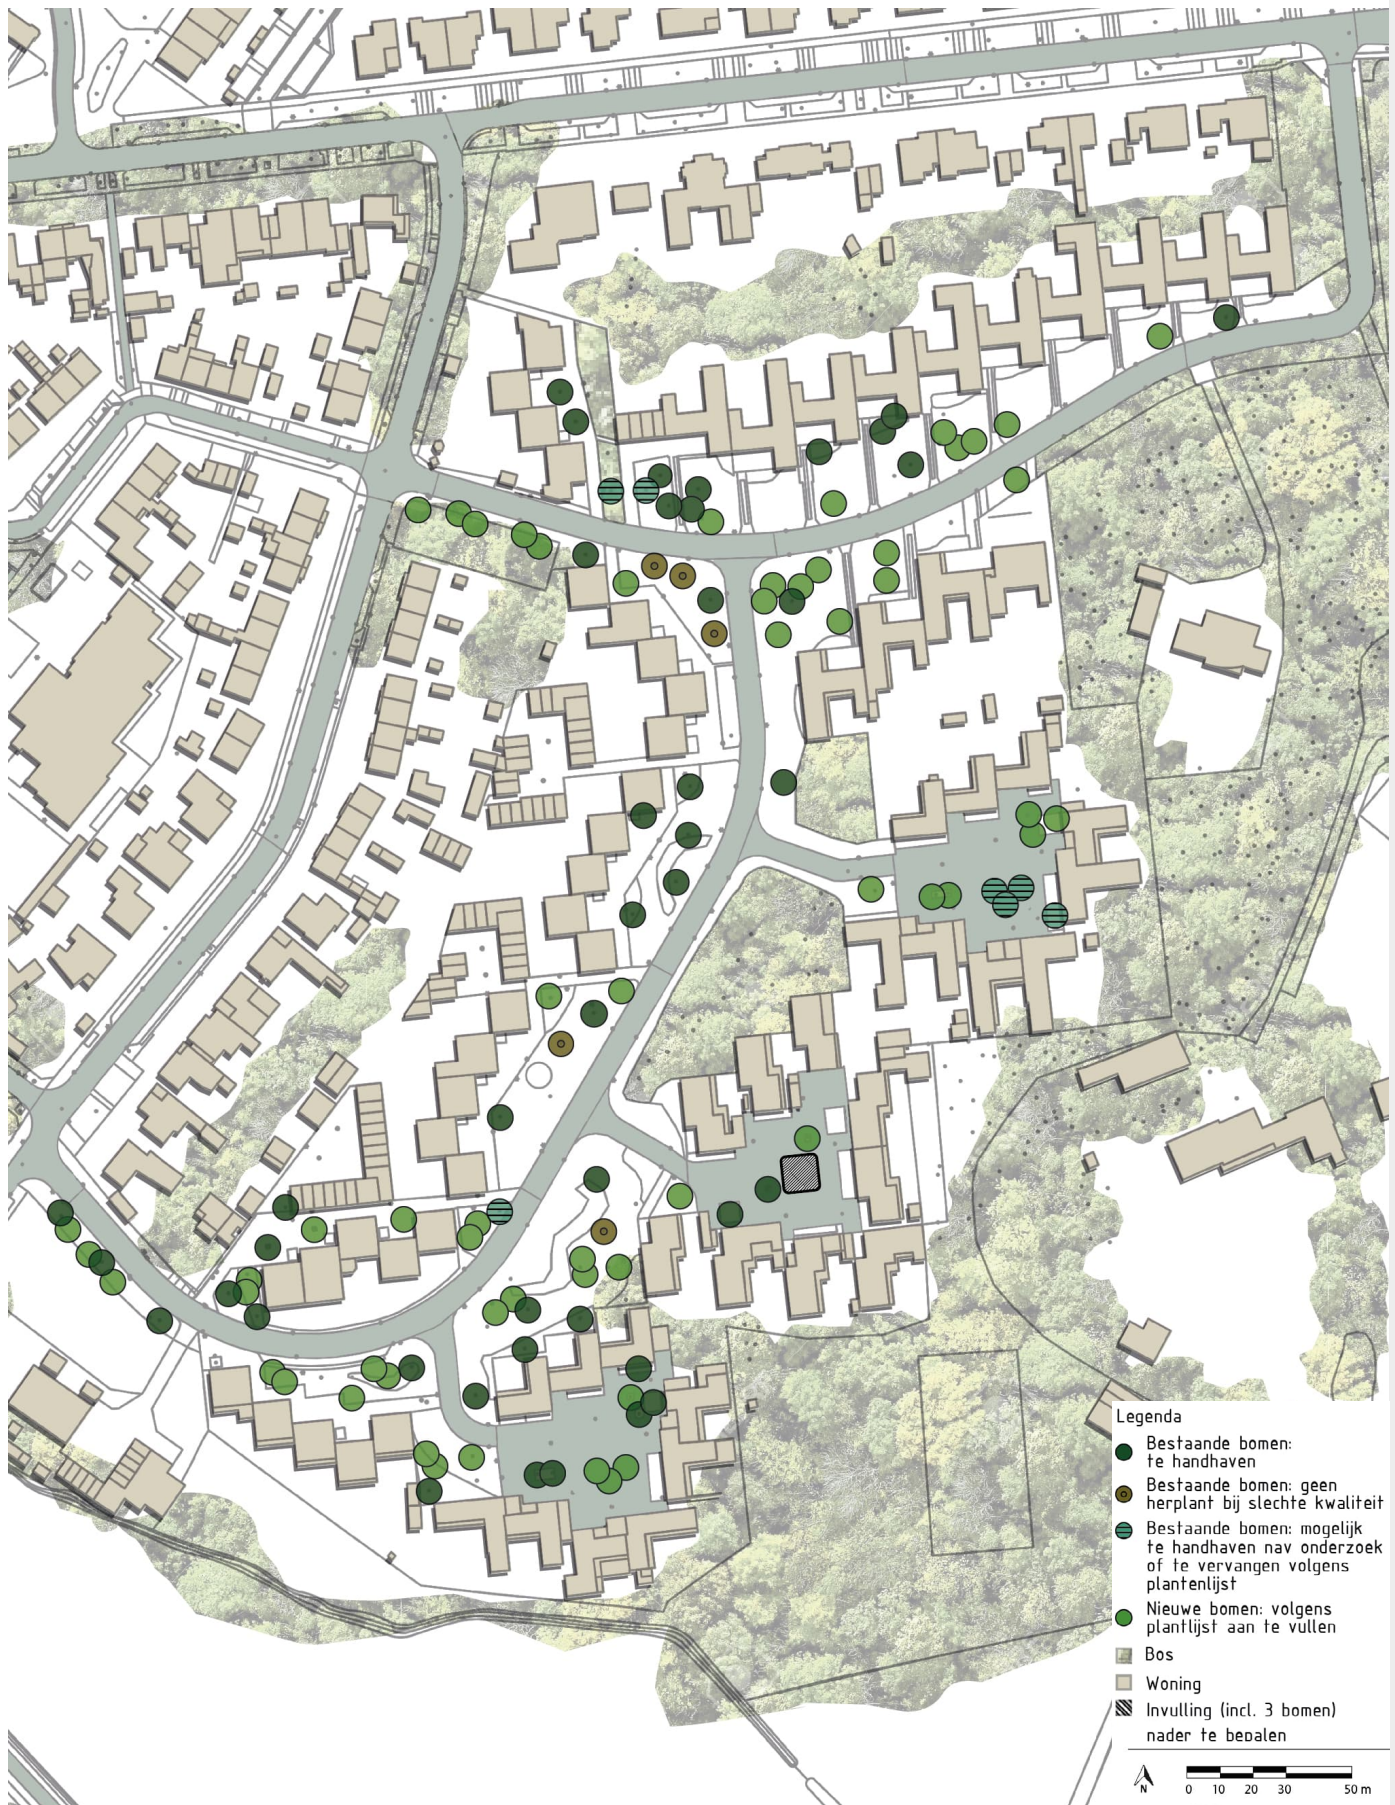 Legenda
Bestaande bomen:
te handhaven
Bestaande bomen: geen
herplant bij slechte kwaliteit
Bestaande bomen: mogelijk
te handhaven nav onderzoek
of te vervangen volgens
plantenlijst
Nieuwe bomen: volgens
plantlijst aan te vullen
Bos
Woning
Invulling (incl. 3 bomen)
nader te bepalen
N
0 10 20 30 50 m